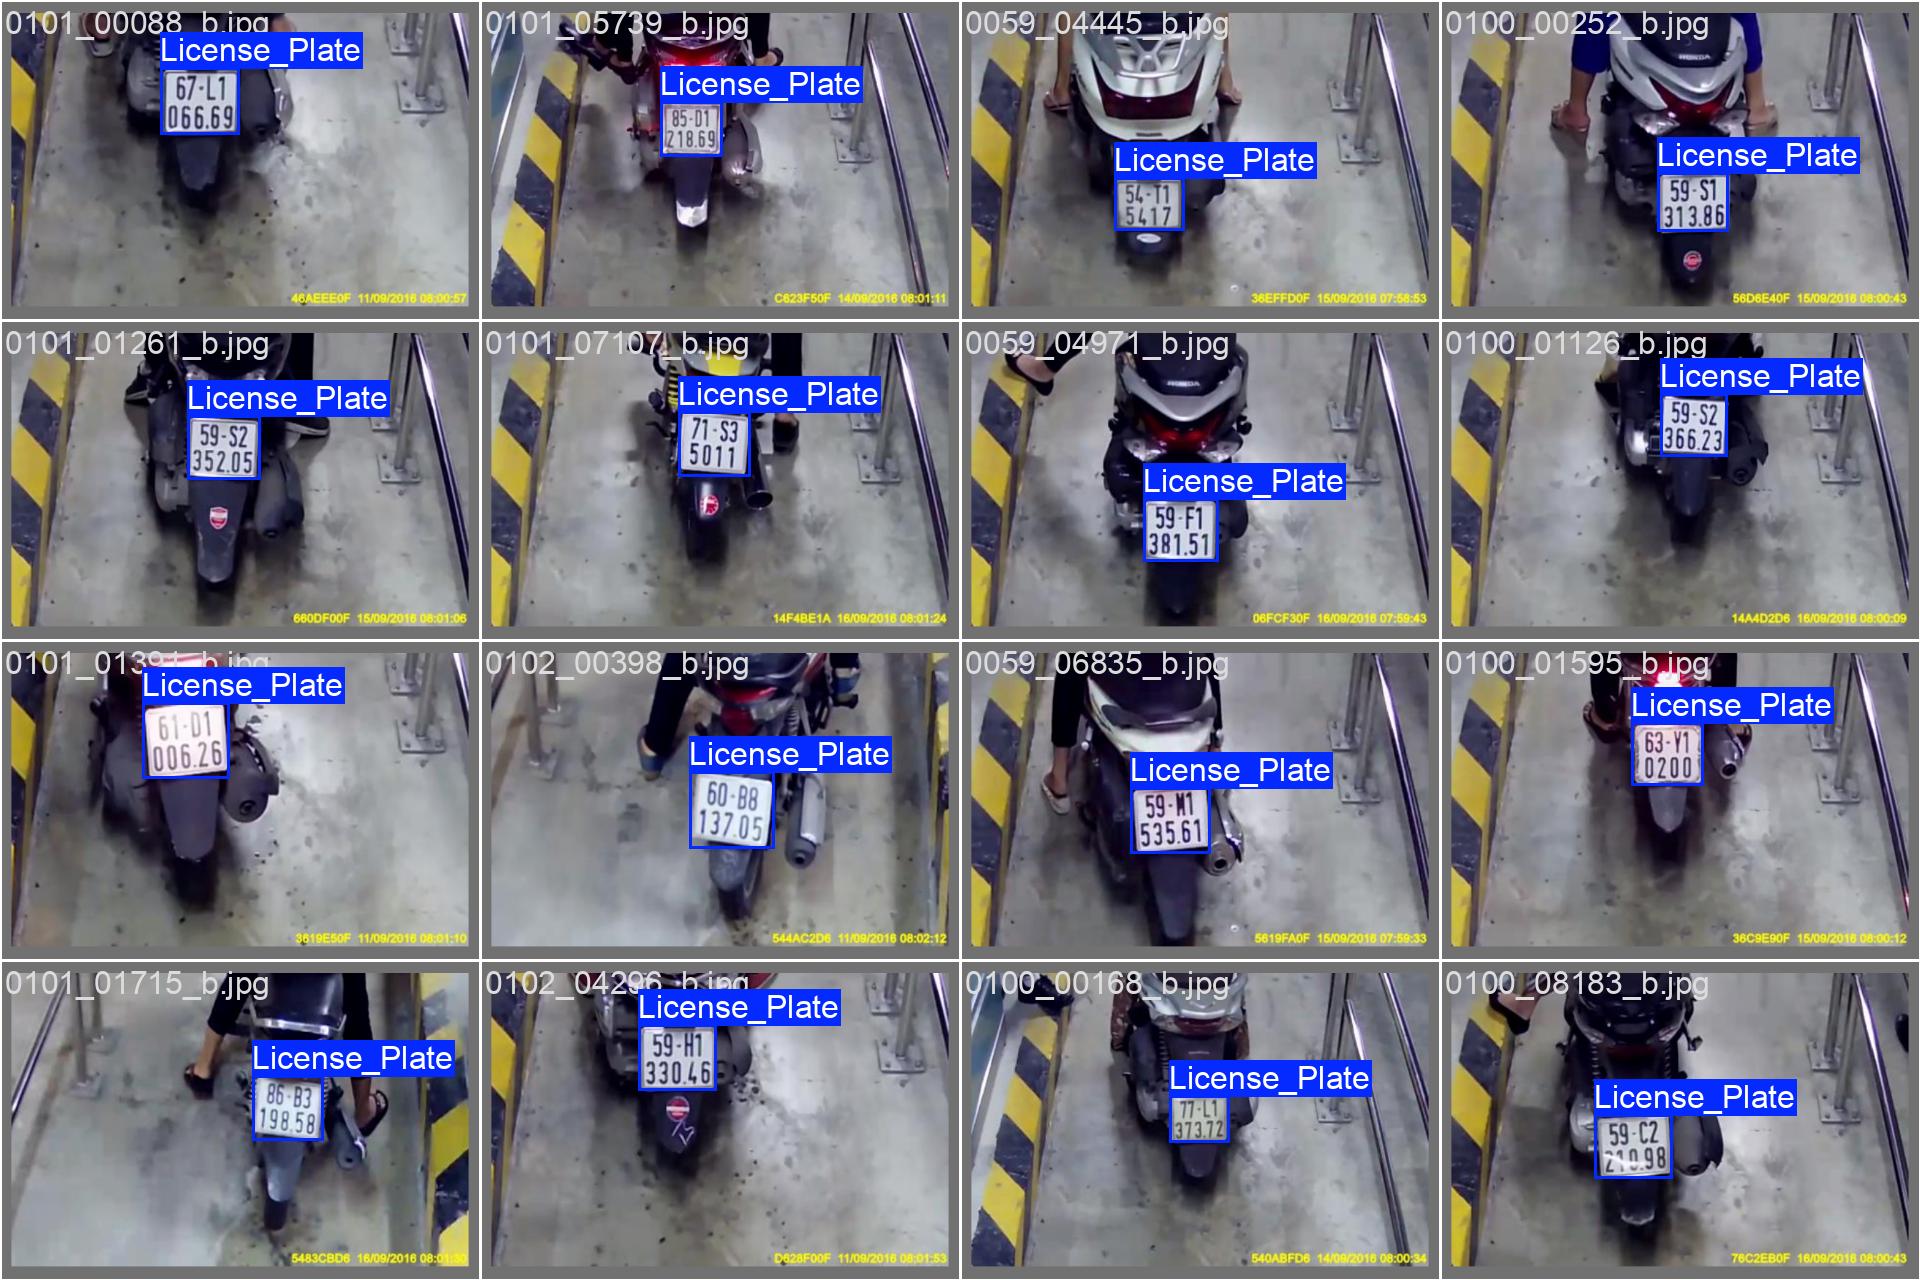 0101_00088_b.jpg
License_Plate
67-L1
066.69
46AEEE0F 11/09/2016 08:00:57
0101_05739_b.jpg
License_Plate
85-D1
218.69
C623F50F 14/09/2016 08:01:11
0059_04445_b.jpg
License_Plate
54-T1
5417
36EFFD0F 15/09/2016 07:58:53
0100_00252_b.jpg
HONDA
License_Plate
59-S1
313.86
56D6E40F 15/09/2016 08:00:43
0101_01261_b.jpg
License_Plate
59-S2
352.05
660DF00F 15/09/2016 08:01:06
0101_07107_b.jpg
License_Plate
71-S3
5011
14F4BE1A 16/09/2016 08:01:24
0059_04971_b.jpg
HONDA
License_Plate
59-F1
381.51
06FCF30F 16/09/2016 07:59:43
0100_01126_b.jpg
License_Plate
59-S2
366.23
14A4D2D6 16/09/2016 08:00:09
0101_01391_b.jpg
License_Plate
61-D1
006.26
3619E50F 11/09/2016 08:01:10
0102_00398_b.jpg
License_Plate
60-B8
137.05
544AC2D6 11/09/2016 08:02:12
0059_06835_b.jpg
License_Plate
59-M1
535.61
5619FA0F 15/09/2016 07:59:33
0100_01595_b.jpg
License_Plate
63-Y1
0200
36C9E90F 15/09/2016 08:00:12
0101_01715_b.jpg
License_Plate
86-B3
198.58
5483CBD6 16/09/2016 08:01:30
0102_04296_b.jpg
License_Plate
59-H1
330.46
D628F00F 11/09/2016 08:01:53
0100_00168_b.jpg
License_Plate
77-L1
373.72
540ABFD6 14/09/2016 08:00:34
0100_08183_b.jpg
License_Plate
59-C2
210.98
76C2EB0F 16/09/2016 08:00:43